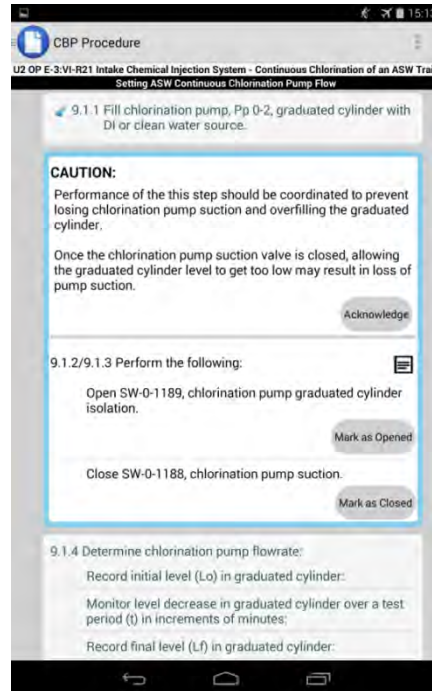 15:13
CBP Procedure
U2 OP E-3:VI-R21 Intake Chemical Injection System - Continuous Chlorination of an ASW Trai
Setting ASW Continuous Chlorination Pump Flow
9.1.1 Fill chlorination pump, Pp 0-2, graduated cylinder with
DI or clean water source.
CAUTION:
Performance of the this step should be coordinated to prevent
losing chlorination pump suction and overfilling the graduated
cylinder.
Once the chlorination pump suction valve is closed, allowing
the graduated cylinder level to get too low may result in loss of
pump suction.
Acknowledge
9.1.2/9.1.3 Perform the following:
Open SW-0-1189, chlorination pump graduated cylinder
isolation.
Mark as Opened
Close SW-0-1188, chlorination pump suction.
Mark as Closed
9.1.4 Determine chlorination pump flowrate:
Record initial level (Lo) in graduated cylinder:
Monitor level decrease in graduated cylinder over a test
period (t) in increments of minutes:
Record final level (Lf) in graduated cylinder: